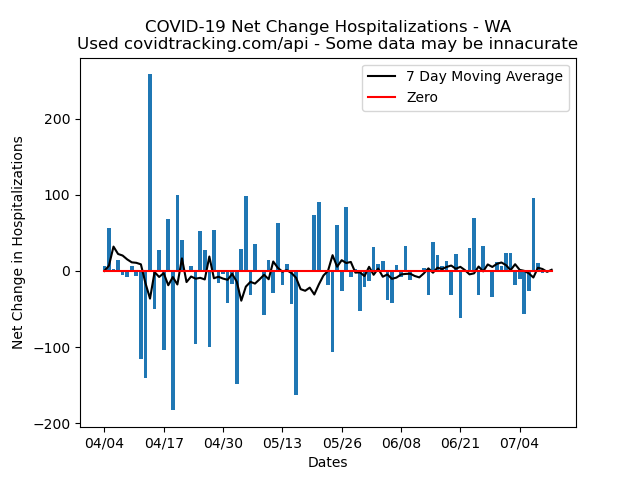 COVID-19 Net Change Hospitalizations - WA
Used covidtracking.com/api - Some data may be innacurate
7 Day Moving Average
Zero
Net Change in Hospitalizations
200
100
0
−100
−200
04/04 04/17 04/30 05/13 05/26 06/08 06/21 07/04
Dates